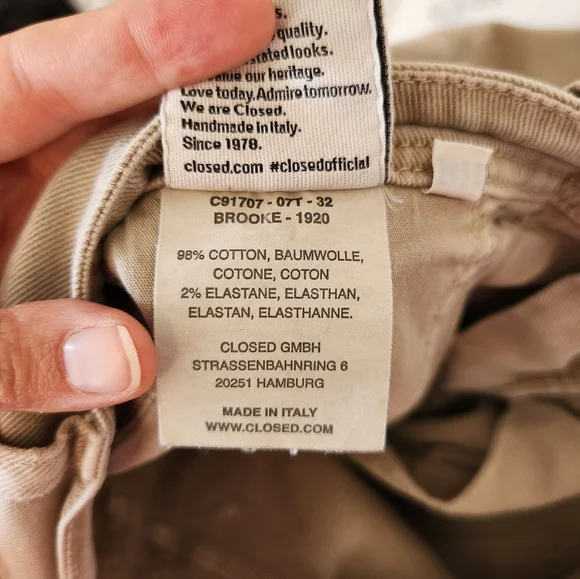 s.
quality.
stated looks.
value our heritage.
Love today. Admire tomorrow.
We are Closed.
Handmade in Italy.
Since 1978.
closed.com #closedofficial
C91707 - 07T - 32
BROOKE - 1920
98% COTTON, BAUMWOLLE,
COTONE, COTON
2% ELASTANE, ELASTHAN,
ELASTAN, ELASTHANNE.
CLOSED GMBH
STRASSENBAHNRING 6
20251 HAMBURG
MADE IN ITALY
WWW.CLOSED.COM